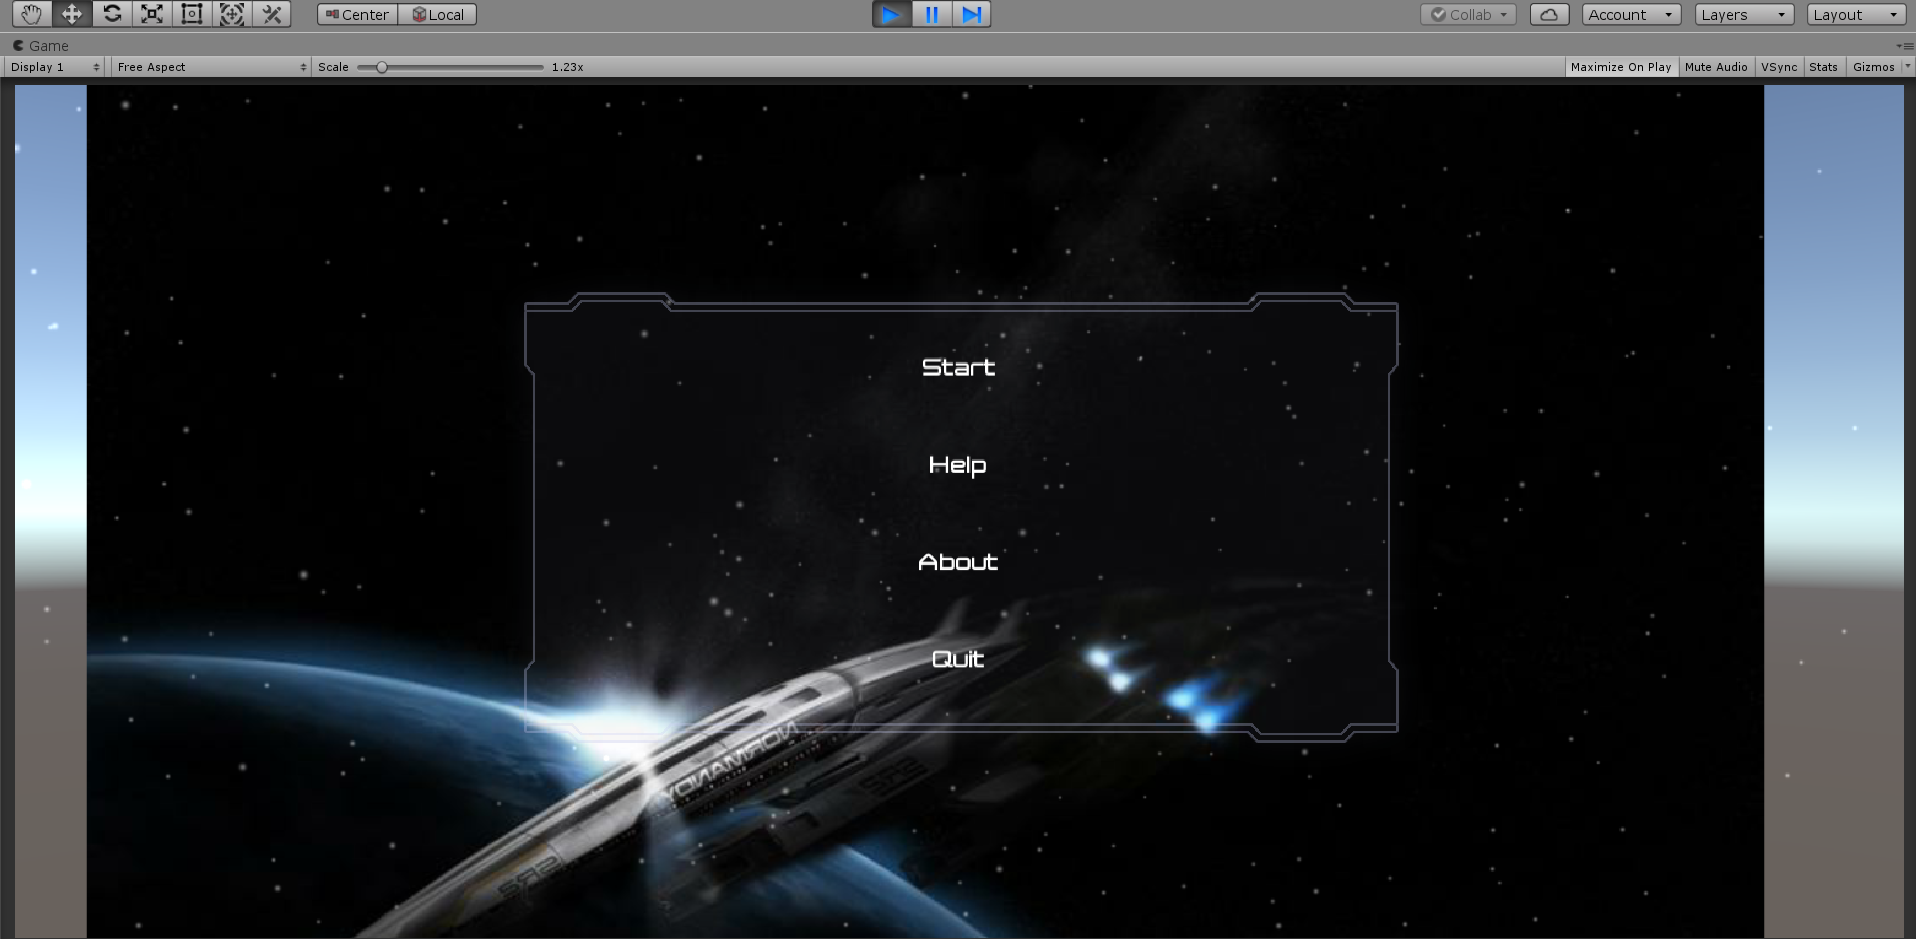 Center Local Collab Account Layers Layout
Game
Display 1 Free Aspect Scale 1.23x Maximize On Play Mute Audio VSync Stats Gizmos
Start
Help
About
Quit
NORMANDY
SR2
SR2